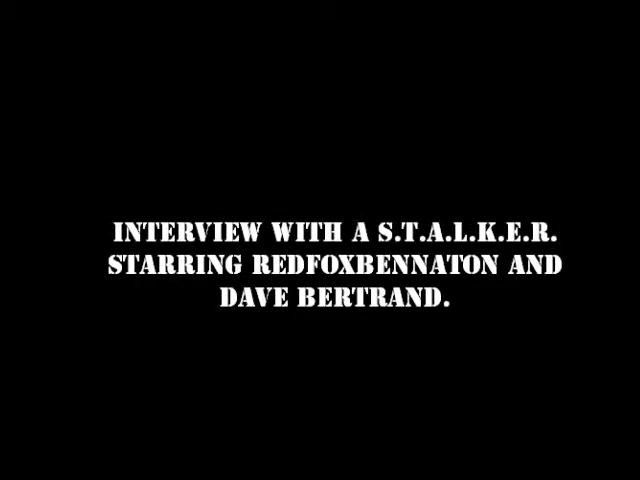 INTERVIEW WITH A S.T.A.L.K.E.R.
STARRING REDFOXBENNATON AND
DAVE BERTRAND.